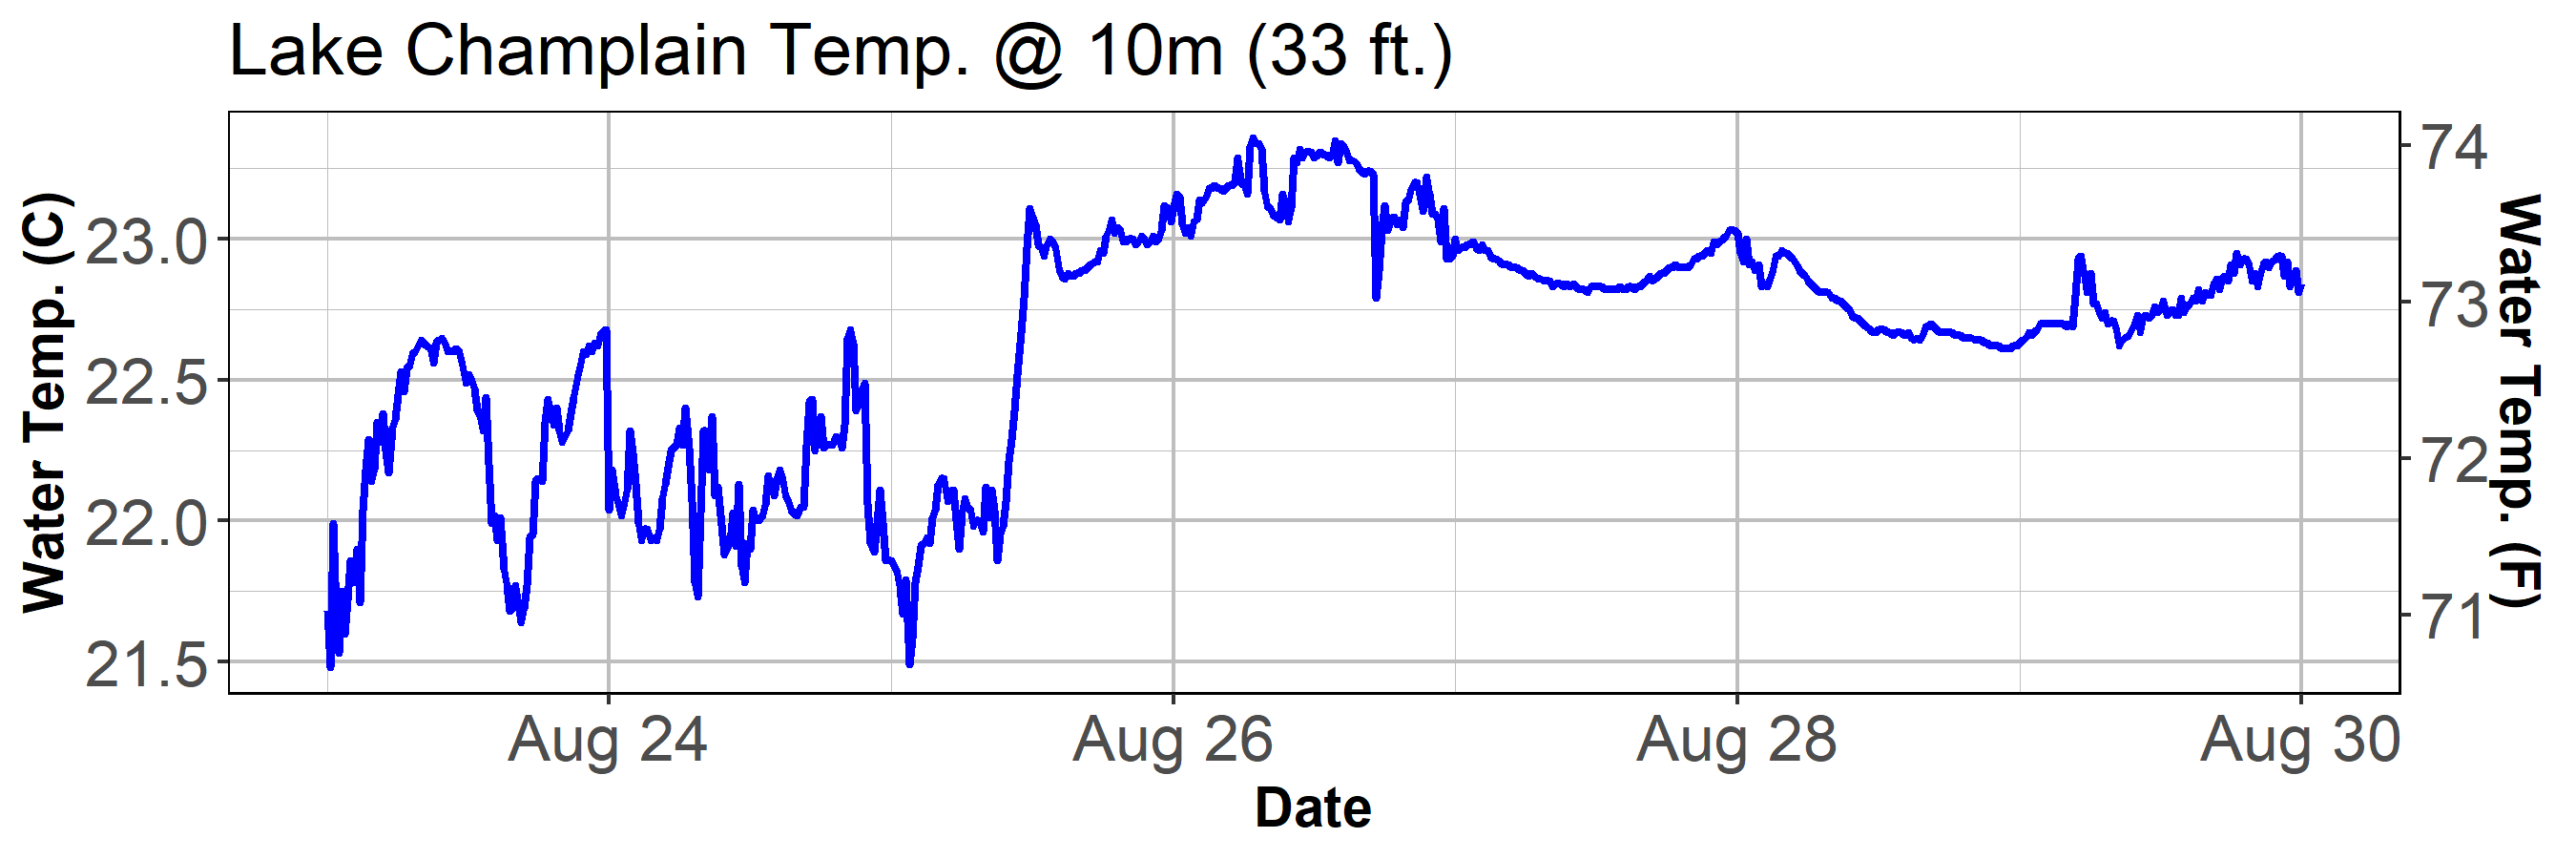 Lake Champlain Temp. @ 10m (33 ft.)
Water Temp. (C)
23.0
22.5
22.0
21.5
74
73
72
71
Water Temp. (F)
Aug 24 Aug 26 Aug 28 Aug 30
Date